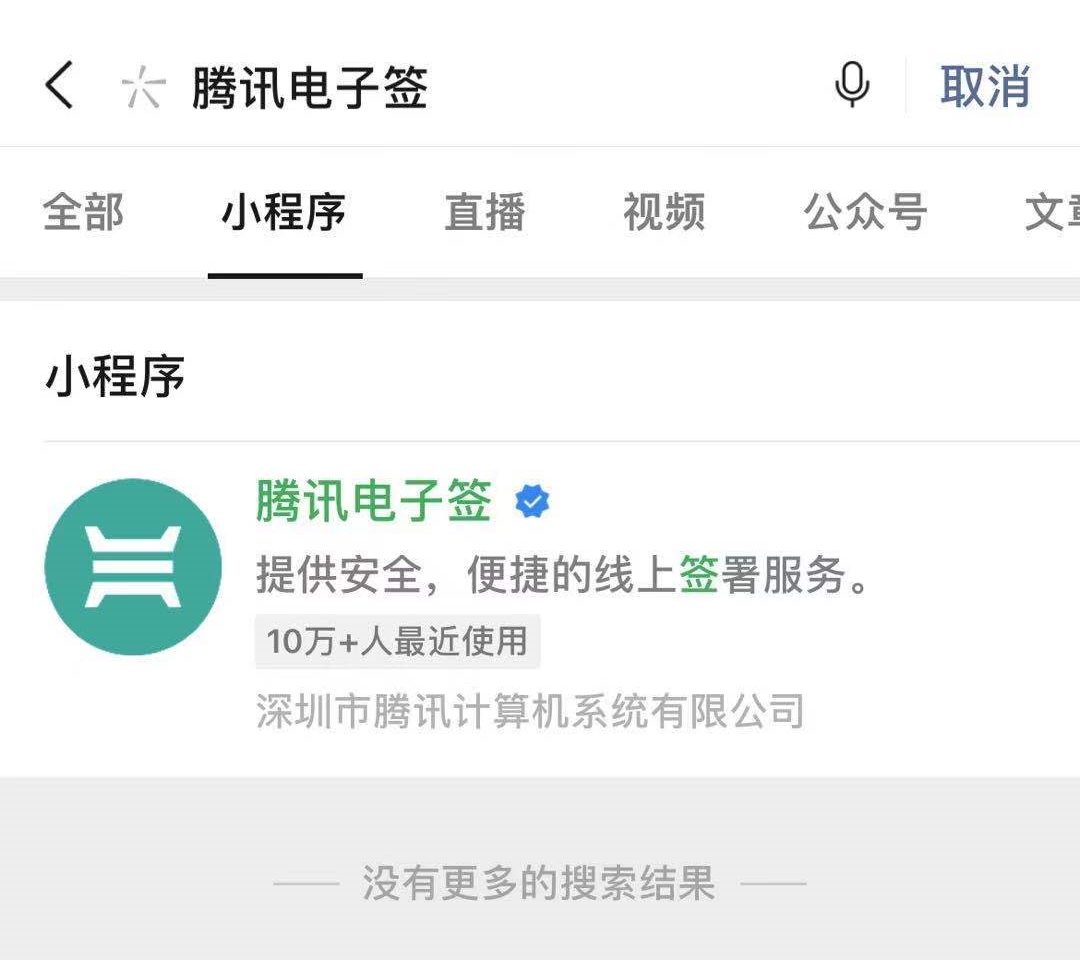 腾讯电子签 取消
全部 小程序 直播 视频 公众号 文
小程序
腾讯电子签
提供安全，便捷的线上签署服务。
10万+人最近使用
深圳市腾讯计算机系统有限公司
没有更多的搜索结果